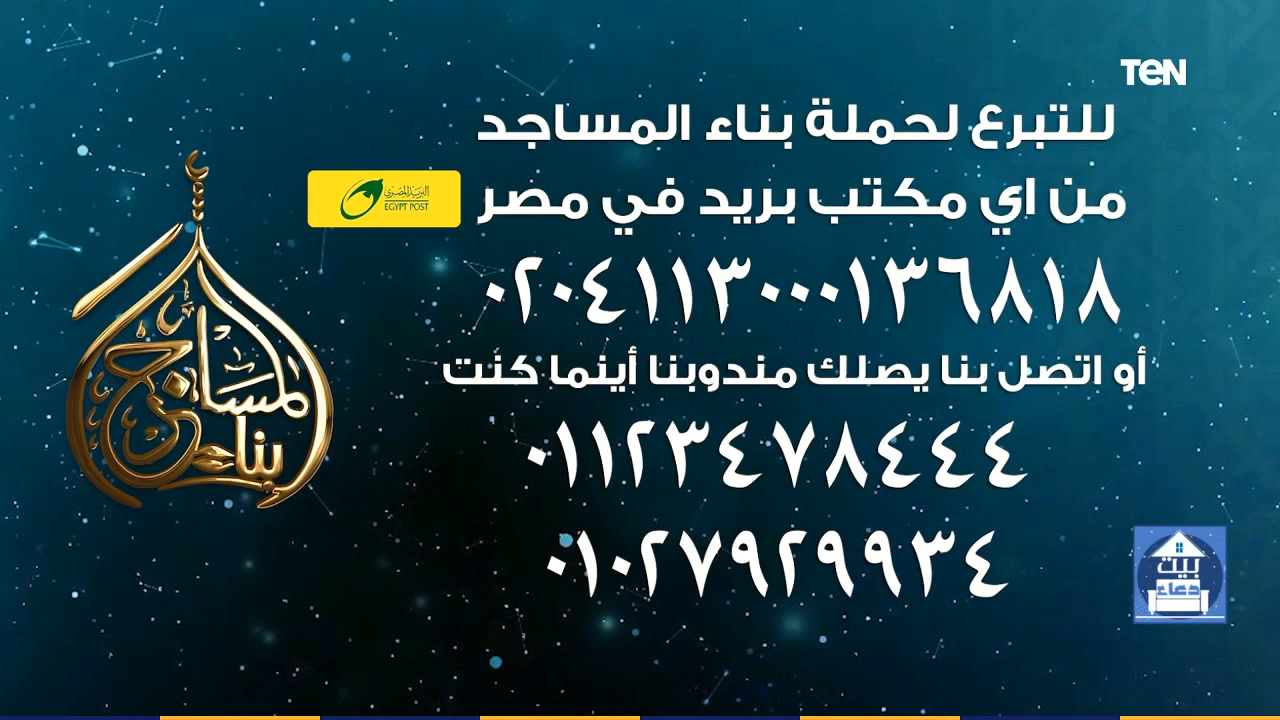 TEN
للتبرع لحملة بناء المساجد
من اي مكتب بريد في مصر
البريد المصري
EGYPT POST
٠٢٠٤١١٣٠٠٠١٣٦٨١٨
أو اتصل بنا يصلك مندوبنا أينما كنت
٠١١٢٣٤٧٨٤٤٤
٠١٠٢٧٩٢٩٩٣٤
بناء المساجد
بيت
دعاء